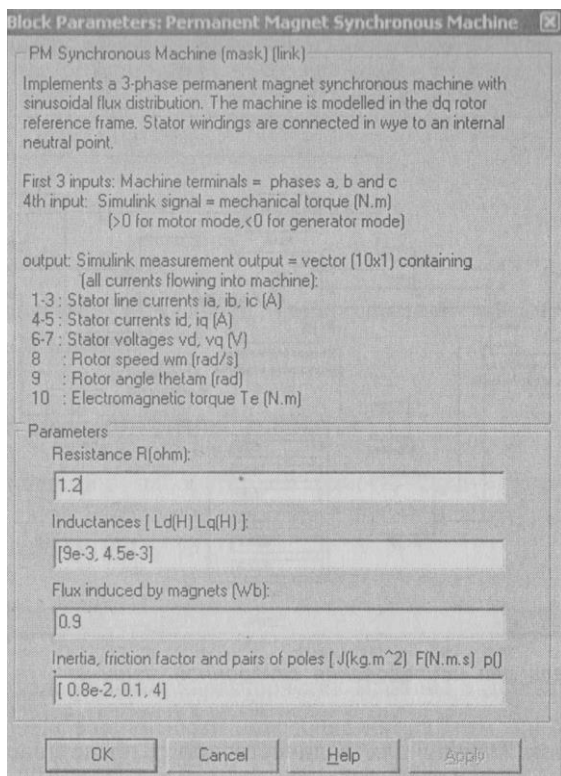 Block Parameters: Permanent Magnet Synchronous Machine
PM Synchronous Machine (mask) (link)
Implements a 3-phase permanent magnet synchronous machine with
sinusoidal flux distribution. The machine is modelled in the dq rotor
reference frame. Stator windings are connected in wye to an internal
neutral point.
First 3 inputs: Machine terminals = phases a, b and c
4th input: Simulink signal = mechanical torque (N.m)
(>0 for motor mode,<0 for generator mode)
output: Simulink measurement output = vector (10x1) containing
(all currents flowing into machine):
1-3 : Stator line currents ia, ib, ic (A)
4-5 : Stator currents id, iq (A)
6-7 : Stator voltages vd, vq (V)
8 : Rotor speed wm (rad/s)
9 : Rotor angle thetam (rad)
10 : Electromagnetic torque Te (N.m)
Parameters
Resistance R(ohm):
1.2
Inductances [ Ld(H) Lq(H) ]:
[9e-3, 4.5e-3]
Flux induced by magnets (Wb):
0.9
Inertia, friction factor and pairs of poles [ J(kg.m^2) F(N.m.s) p()
[ 0.8e-2, 0.1, 4]
OK Cancel Help Apply